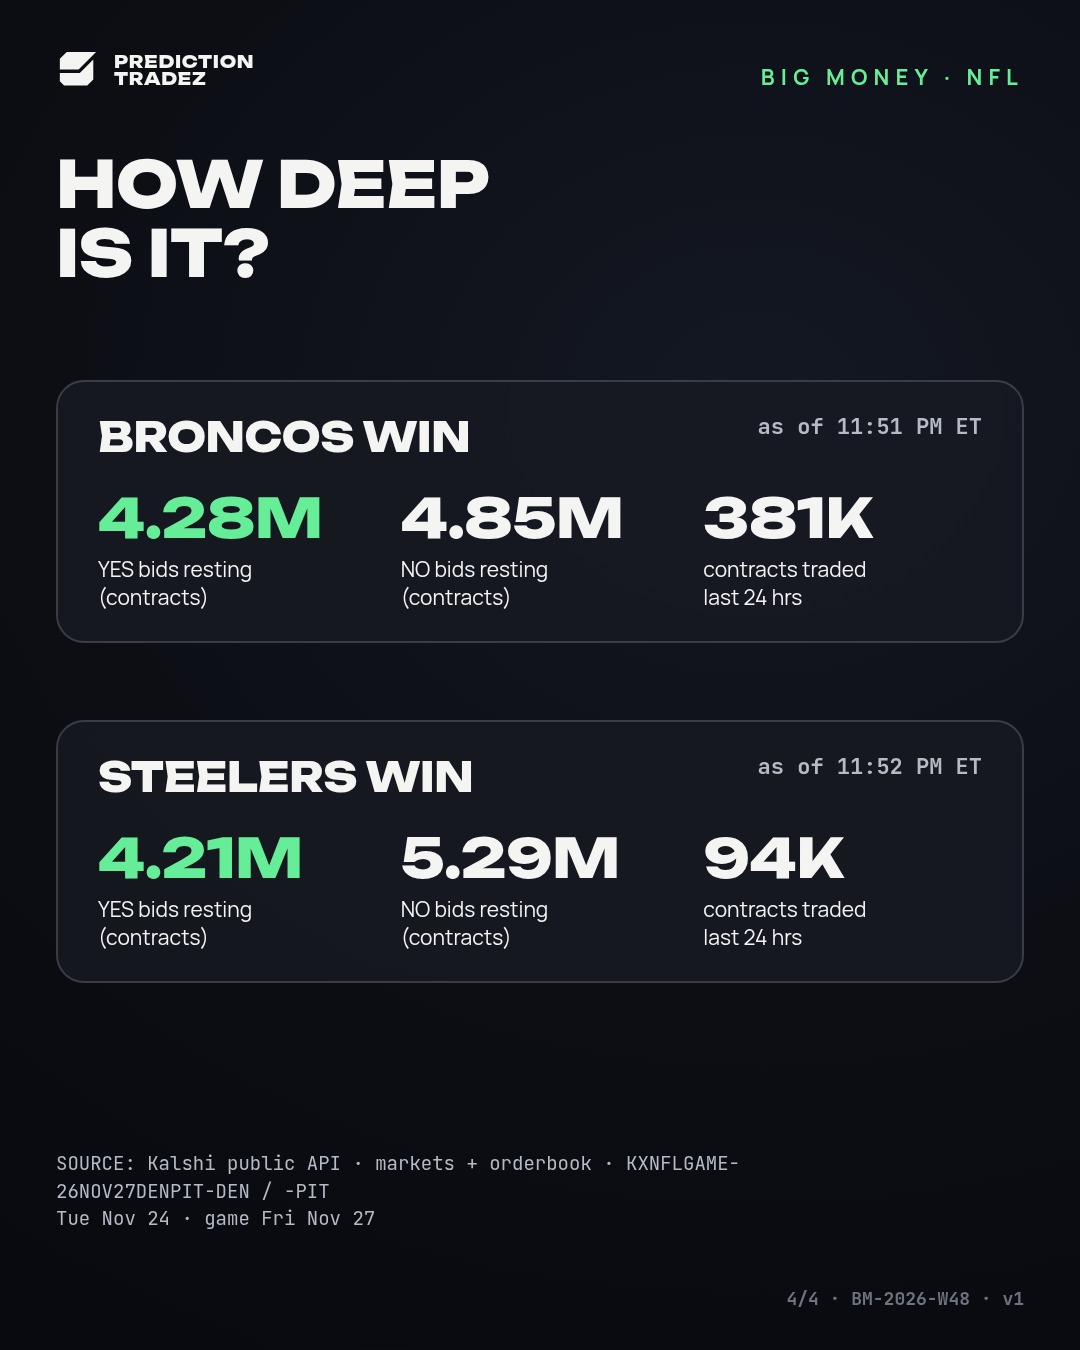 PREDICTION
TRADEZ
BIG MONEY · NFL
HOW DEEP
IS IT?
BRONCOS WIN
as of 11:51 PM ET
4.28M
YES bids resting
(contracts)
4.85M
NO bids resting
(contracts)
381K
contracts traded
last 24 hrs
STEELERS WIN
as of 11:52 PM ET
4.21M
YES bids resting
(contracts)
5.29M
NO bids resting
(contracts)
94K
contracts traded
last 24 hrs
SOURCE: Kalshi public API · markets + orderbook · KXNFLGAME-
26NOV27DENPIT-DEN / -PIT
Tue Nov 24 · game Fri Nov 27
4/4 · BM-2026-W48 · v1